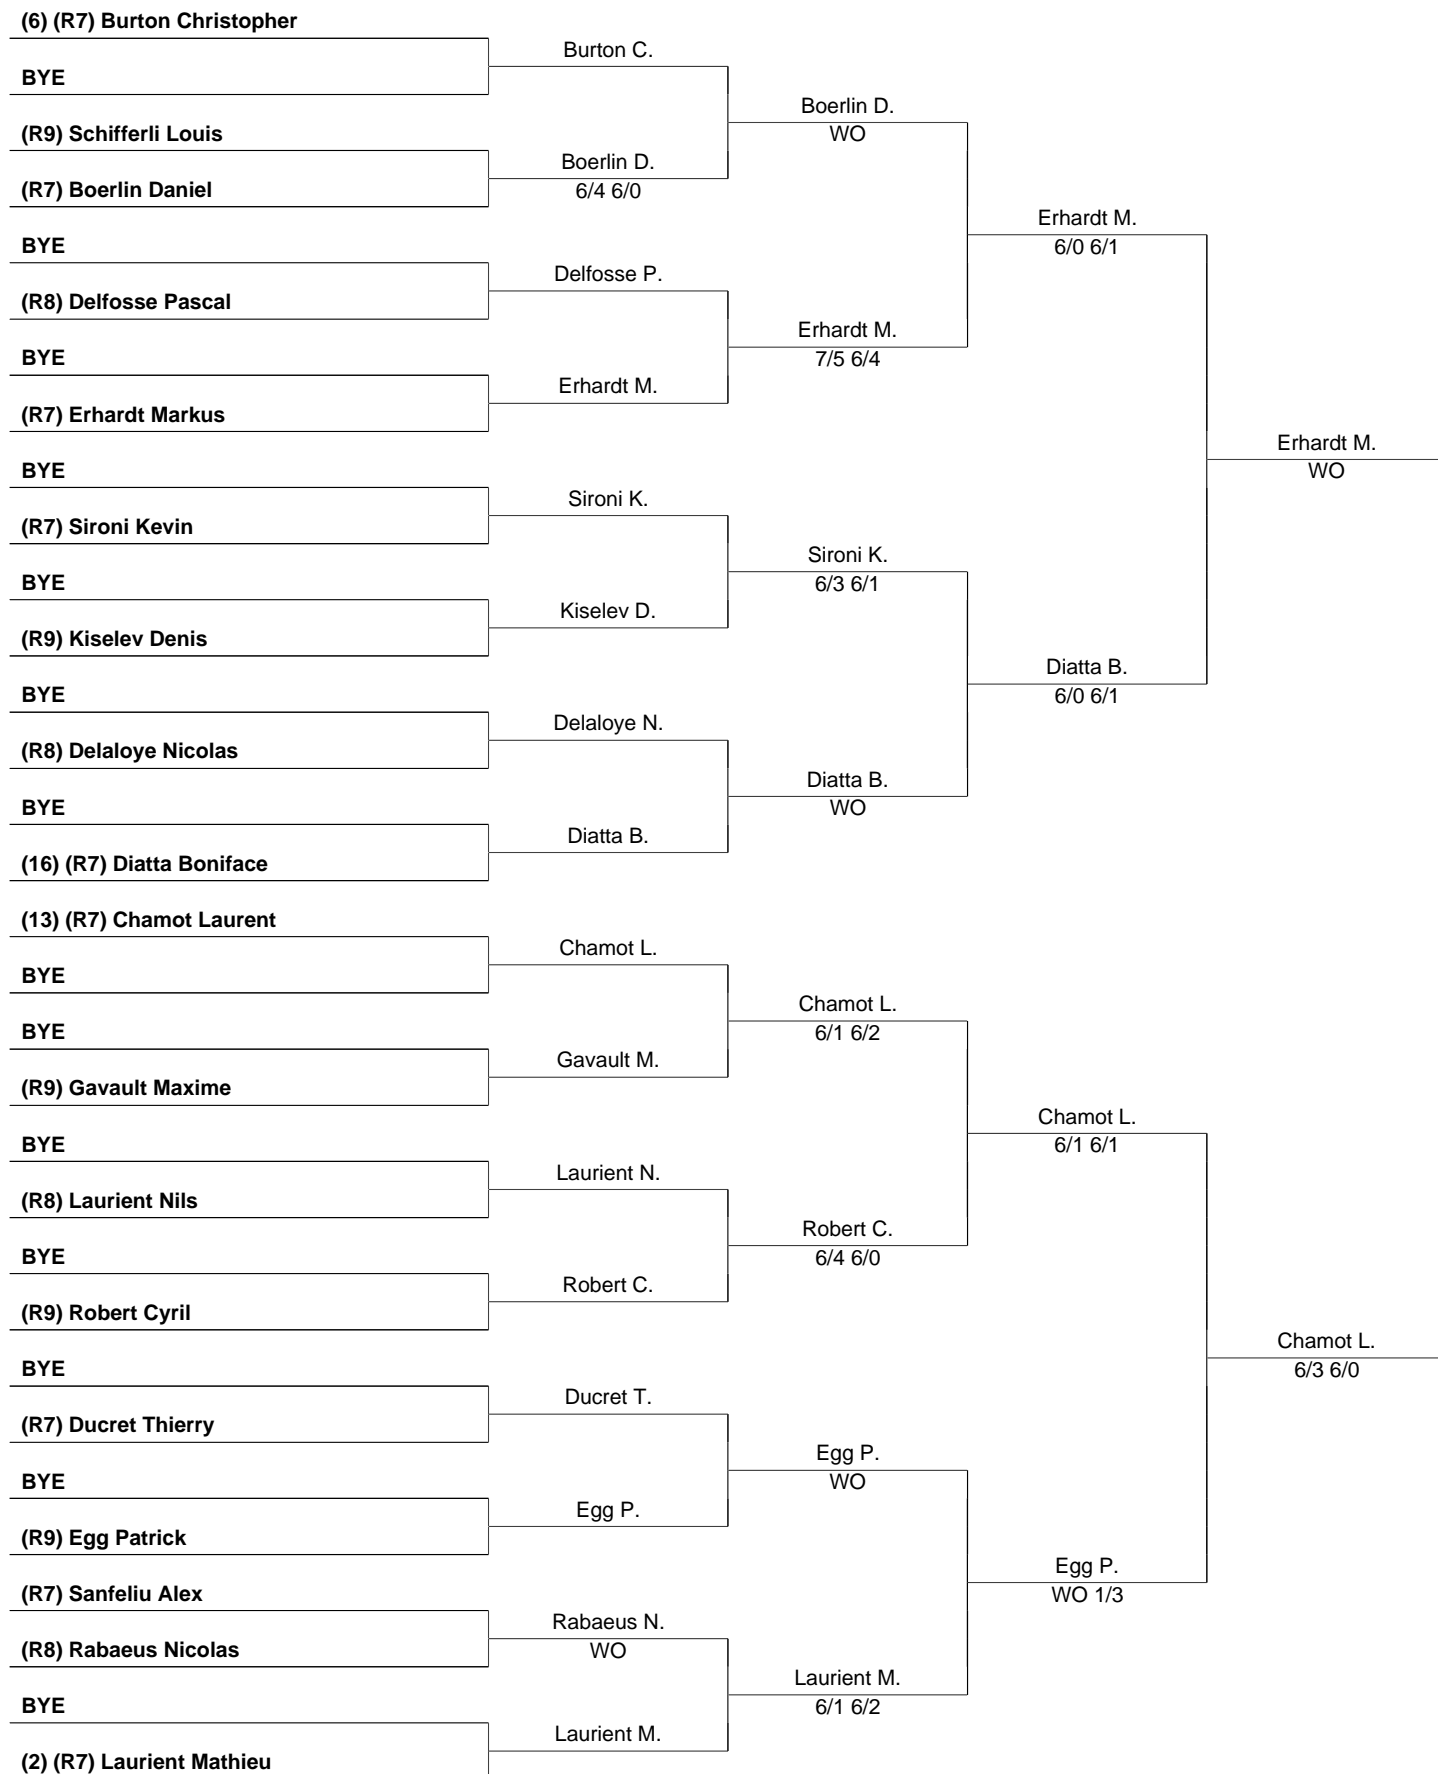 (6) (R7) Burton Christopher
Burton C.
BYE
Boerlin D.
WO
(R9) Schifferli Louis
Boerlin D.
6/4 6/0
(R7) Boerlin Daniel
Erhardt M.
6/0 6/1
BYE
Delfosse P.
(R8) Delfosse Pascal
Erhardt M.
7/5 6/4
BYE
Erhardt M.
(R7) Erhardt Markus
Erhardt M.
WO
BYE
Sironi K.
(R7) Sironi Kevin
Sironi K.
6/3 6/1
BYE
Kiselev D.
(R9) Kiselev Denis
Diatta B.
6/0 6/1
BYE
Delaloye N.
(R8) Delaloye Nicolas
Diatta B.
WO
BYE
Diatta B.
(16) (R7) Diatta Boniface
(13) (R7) Chamot Laurent
Chamot L.
BYE
Chamot L.
6/1 6/2
BYE
Gavault M.
(R9) Gavault Maxime
Chamot L.
6/1 6/1
BYE
Laurient N.
(R8) Laurient Nils
Robert C.
6/4 6/0
BYE
Robert C.
(R9) Robert Cyril
Chamot L.
6/3 6/0
BYE
Ducret T.
(R7) Ducret Thierry
Egg P.
WO
BYE
Egg P.
(R9) Egg Patrick
Egg P.
WO 1/3
(R7) Sanfeliu Alex
Rabaeus N.
WO
(R8) Rabaeus Nicolas
Laurient M.
6/1 6/2
BYE
Laurient M.
(2) (R7) Laurient Mathieu